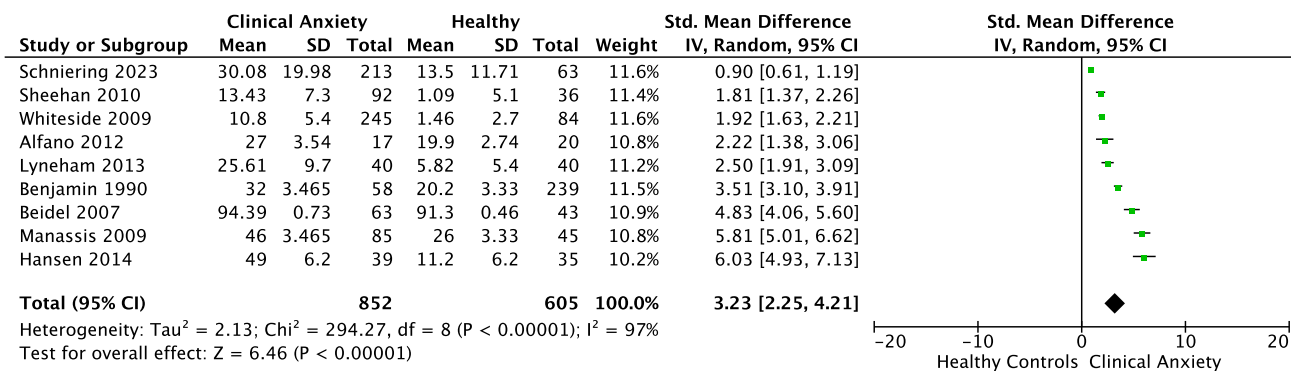 Clinical Anxiety Healthy Std. Mean Difference Std. Mean Difference
Study or Subgroup Mean SD Total Mean SD Total Weight IV, Random, 95% CI IV, Random, 95% CI
Schniering 2023 30.08 19.98 213 13.5 11.71 63 11.6% 0.90 [0.61, 1.19]
Sheehan 2010 13.43 7.3 92 1.09 5.1 36 11.4% 1.81 [1.37, 2.26]
Whiteside 2009 10.8 5.4 245 1.46 2.7 84 11.6% 1.92 [1.63, 2.21]
Alfano 2012 27 3.54 17 19.9 2.74 20 10.8% 2.22 [1.38, 3.06]
Lyneham 2013 25.61 9.7 40 5.82 5.4 40 11.2% 2.50 [1.91, 3.09]
Benjamin 1990 32 3.465 58 20.2 3.33 239 11.5% 3.51 [3.10, 3.91]
Beidel 2007 94.39 0.73 63 91.3 0.46 43 10.9% 4.83 [4.06, 5.60]
Manassis 2009 46 3.465 85 26 3.33 45 10.8% 5.81 [5.01, 6.62]
Hansen 2014 49 6.2 39 11.2 6.2 35 10.2% 6.03 [4.93, 7.13]
Total (95% CI) 852 605 100.0% 3.23 [2.25, 4.21]
Heterogeneity: Tau² = 2.13; Chi² = 294.27, df = 8 (P < 0.00001); I² = 97%
Test for overall effect: Z = 6.46 (P < 0.00001)
-20 -10 0 10 20
Healthy Controls Clinical Anxiety